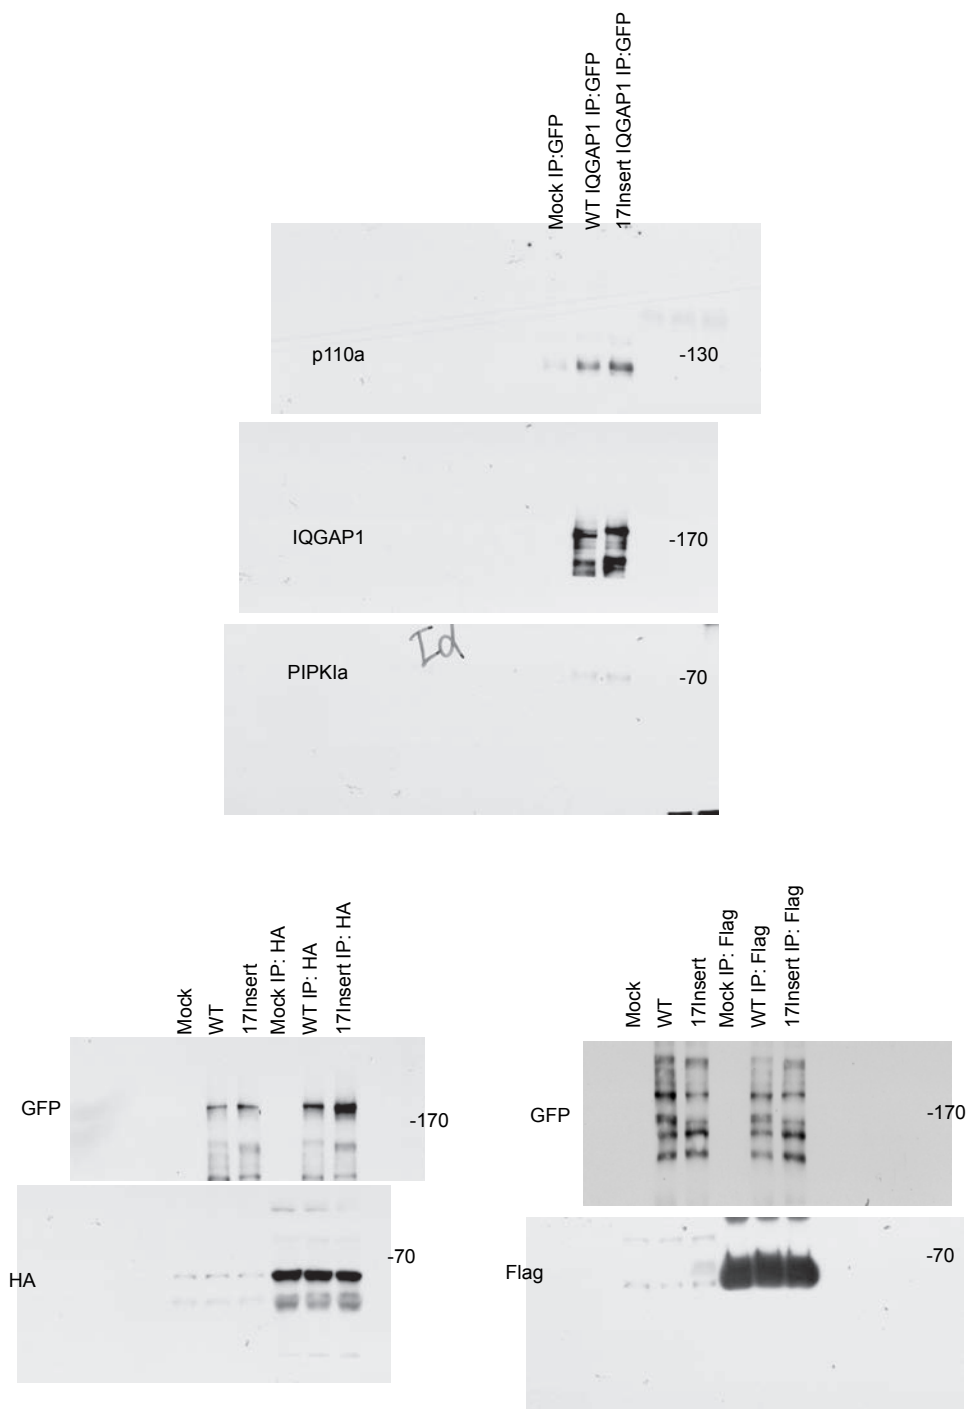 Mock IP:GFP
WT IQGAP1 IP:GFP
17Insert IQGAP1 IP:GFP
p110a
-130
IQGAP1
-170
Id
PIPKIa
-70
Mock
WT
17Insert
Mock IP: HA
WT IP: HA
17Insert IP: HA
GFP
-170
HA
-70
Mock
WT
17Insert
Mock IP: Flag
WT IP: Flag
17Insert IP: Flag
GFP
-170
Flag
-70